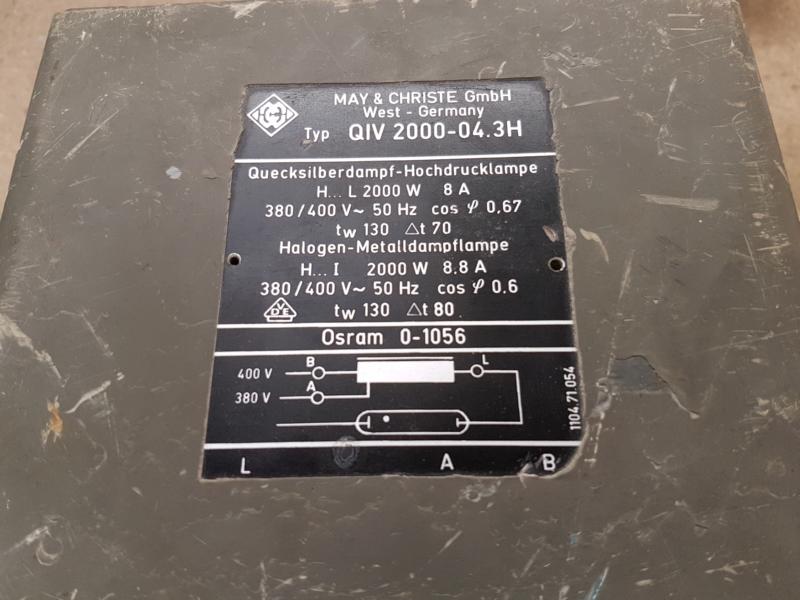 MAY & CHRISTE GmbH
West - Germany
Typ QIV 2000-04.3H
Quecksilberdampf-Hochdrucklampe
H... L 2000 W 8 A
380/400 V~ 50 Hz cos φ 0,67
tw 130 △t 70
Halogen-Metalldampflampe
H... I 2000 W 8.8 A
380/400 V~ 50 Hz cos φ 0,6
VDE tw 130 △t 80
Osram 0-1056
B L
400 V
A
380 V
1104.71.054
L A B